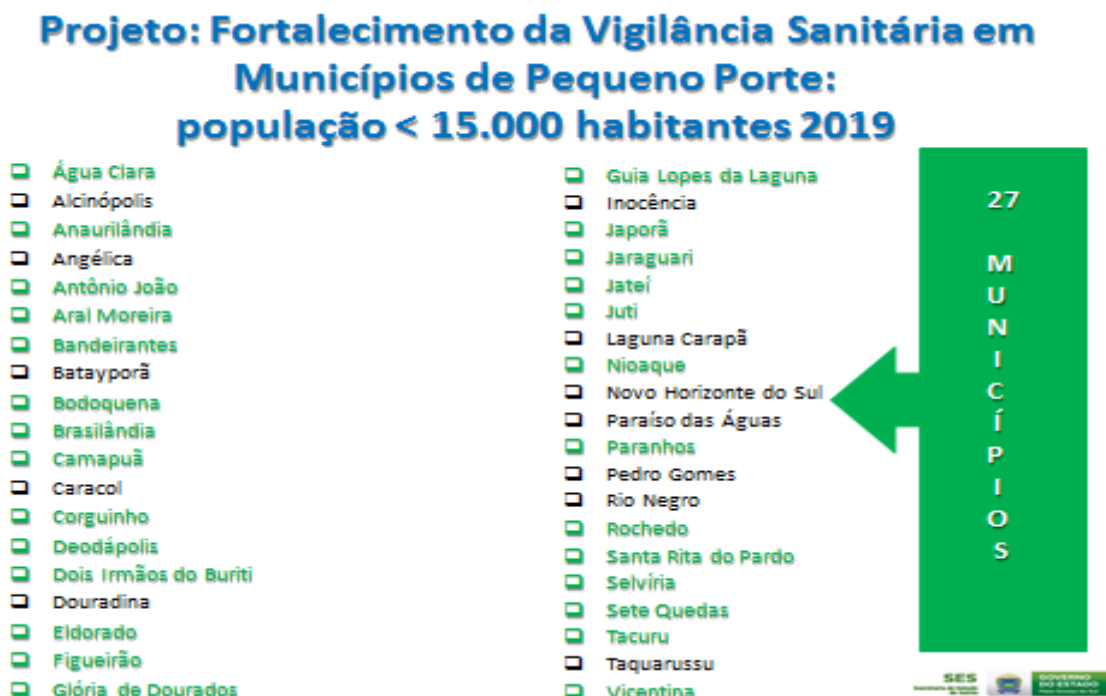 Projeto: Fortalecimento da Vigilância Sanitária em
Municípios de Pequeno Porte:
população < 15.000 habitantes 2019
Água Clara
Alcinópolis
Anaurilândia
Angélica
Antônio João
Aral Moreira
Bandeirantes
Batayporã
Bodoquena
Brasilândia
Camapuã
Caracol
Corguinho
Deodápolis
Dois Irmãos do Buriti
Douradina
Eldorado
Figueirão
Glória de Dourados
Guia Lopes da Laguna
Inocência
Japorã
Jaraguari
Jateí
Juti
Laguna Carapã
Nioaque
Novo Horizonte do Sul
Paraíso das Águas
Paranhos
Pedro Gomes
Rio Negro
Rochedo
Santa Rita do Pardo
Selvíria
Sete Quedas
Tacuru
Taquarussu
Vicentina
27
M
U
N
I
C
Í
P
I
O
S
SES
GOVERNO
DO ESTADO